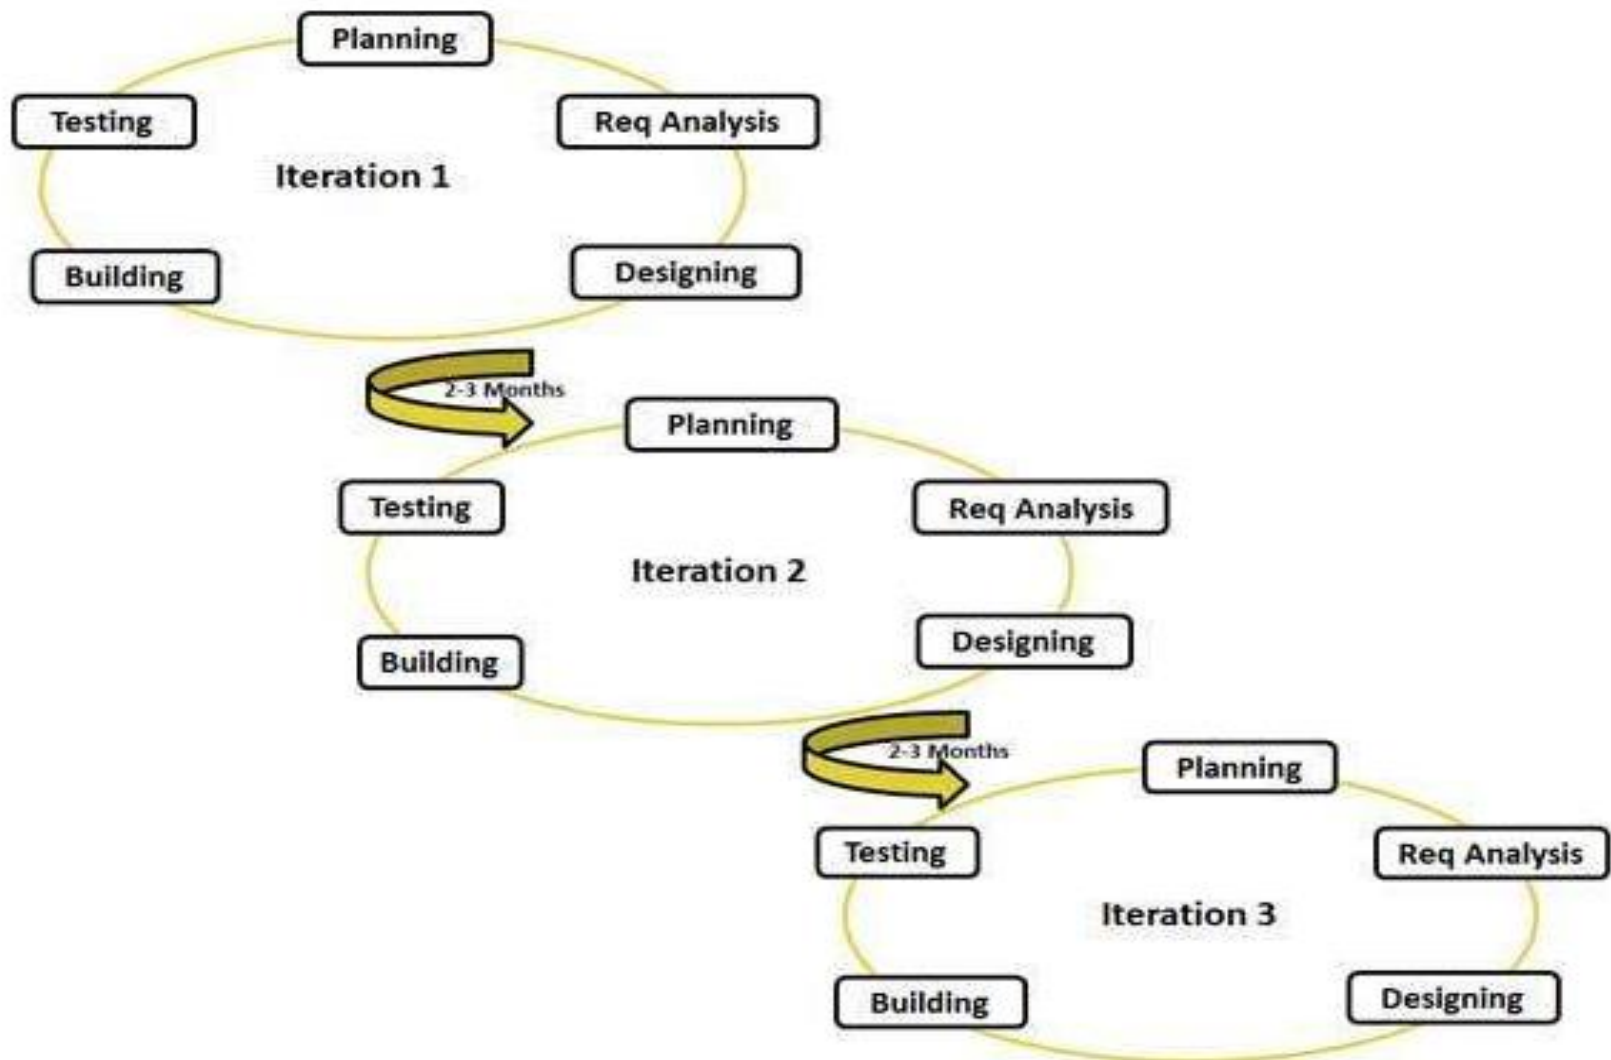 Planning
Testing
Req Analysis
Iteration 1
Building
Designing
2-3 Months
Planning
Testing
Req Analysis
Iteration 2
Building
Designing
2-3 Months
Planning
Testing
Req Analysis
Iteration 3
Building
Designing